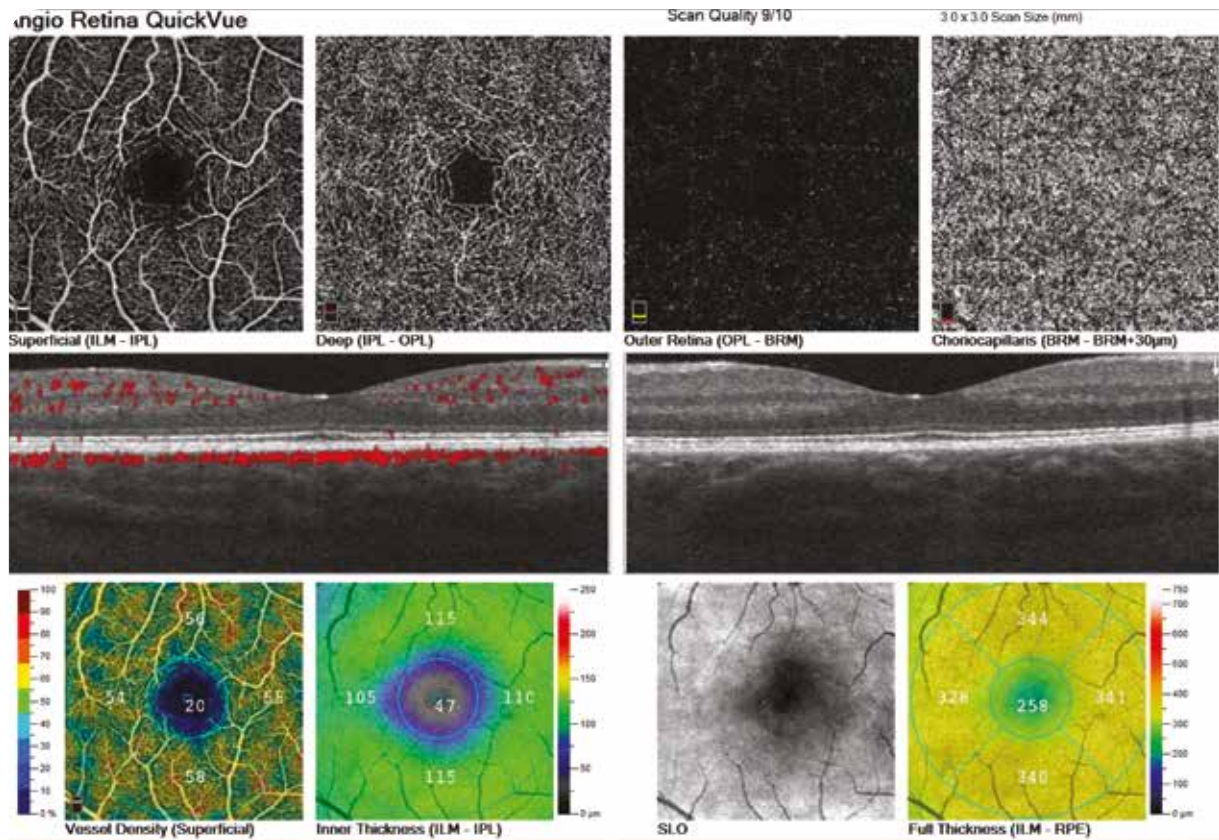 Angio Retina QuickVue
Scan Quality 9/10
3.0 x 3.0 Scan Size (mm)
Superficial (ILM - IPL)
Deep (IPL - OPL)
Outer Retina (OPL - BRM)
Choriocapillaris (BRM - BRM+30µm)
100
90
80
70
60
50
40
30
20
10
0 %
56
54
20
58
Vessel Density (Superficial)
115
105
47
110
115
Inner Thickness (ILM - IPL)
250
200
150
100
50
0 µm
SLO
344
328
258
341
340
Full Thickness (ILM - RPE)
750
700
600
500
400
300
200
100
0 µm